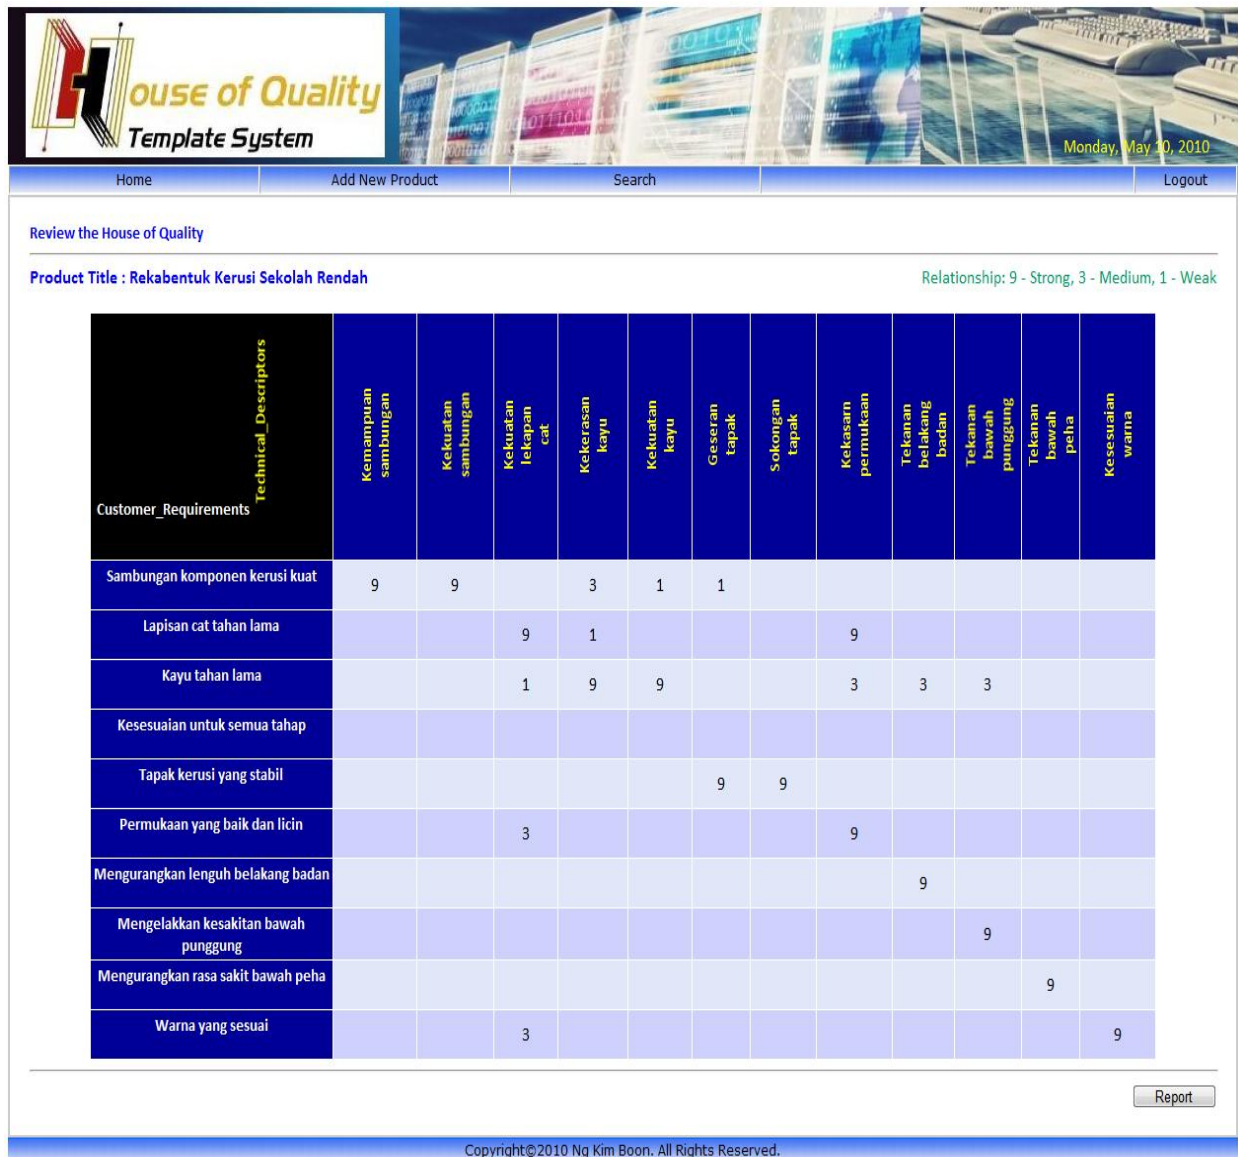 House of Quality
Template System
Monday, May 10, 2010
Home Add New Product Search Logout
Review the House of Quality
Product Title : Rekabentuk Kerusi Sekolah Rendah Relationship: 9 - Strong, 3 - Medium, 1 - Weak
Technical_Descriptors
Customer_Requirements
Kemampuan
sambungan
Kekuatan
sambungan
Kekuatan
lekapan
cat
Kekerasan
kayu
Kekuatan
kayu
Geseran
tapak
Sokongan
tapak
Kekasarn
permukaan
Tekanan
belakang
badan
Tekanan
bawah
punggung
Tekanan
bawah
peha
Kesesuaian
warna
Sambungan komponen kerusi kuat 9 9 3 1 1
Lapisan cat tahan lama 9 1 9
Kayu tahan lama 1 9 9 3 3 3
Kesesuaian untuk semua tahap
Tapak kerusi yang stabil 9 9
Permukaan yang baik dan licin 3 9
Mengurangkan lenguh belakang badan 9
Mengelakkan kesakitan bawah
punggung 9
Mengurangkan rasa sakit bawah peha 9
Warna yang sesuai 3 9
Report
Copyright©2010 Ng Kim Boon. All Rights Reserved.